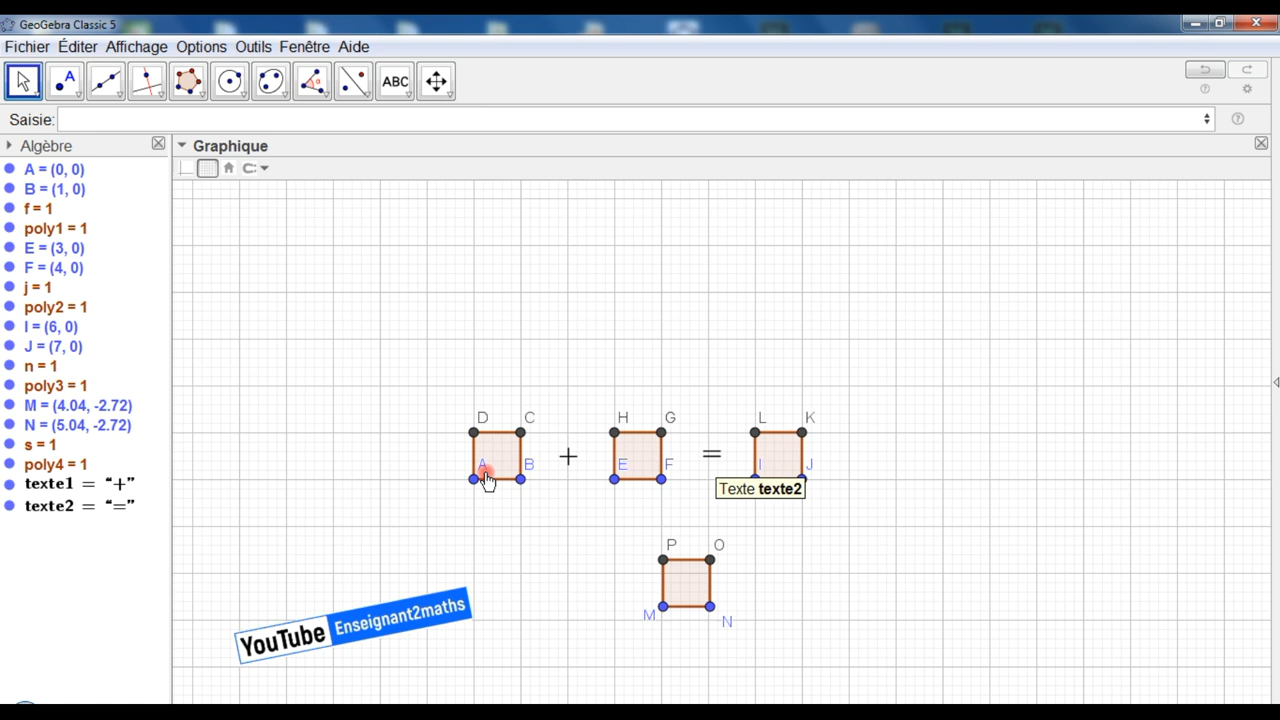 GeoGebra Classic 5
Fichier Éditer Affichage Options Outils Fenêtre Aide
A
ABC
Saisie:
Algèbre
Graphique
A = (0, 0)
B = (1, 0)
f = 1
poly1 = 1
E = (3, 0)
F = (4, 0)
j = 1
poly2 = 1
I = (6, 0)
J = (7, 0)
n = 1
poly3 = 1
M = (4.04, -2.72)
N = (5.04, -2.72)
s = 1
poly4 = 1
texte1 = “+”
texte2 = “=”
D C H G L K
+ =
A B E F I J
Texte texte2
P O
M N
YouTube Enseignant2maths